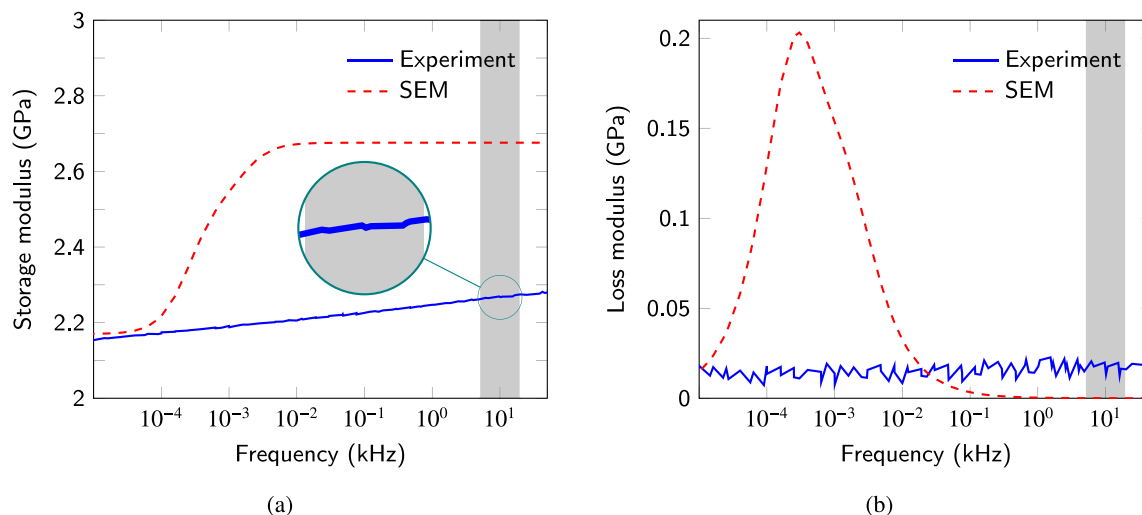 3
2.8
2.6
2.4
2.2
2
Storage modulus (GPa)
Experiment
SEM
10⁻⁴ 10⁻³ 10⁻² 10⁻¹ 10⁰ 10¹
Frequency (kHz)
(a)
0.2
0.15
0.1
0.05
0
Loss modulus (GPa)
Experiment
SEM
10⁻⁴ 10⁻³ 10⁻² 10⁻¹ 10⁰ 10¹
Frequency (kHz)
(b)